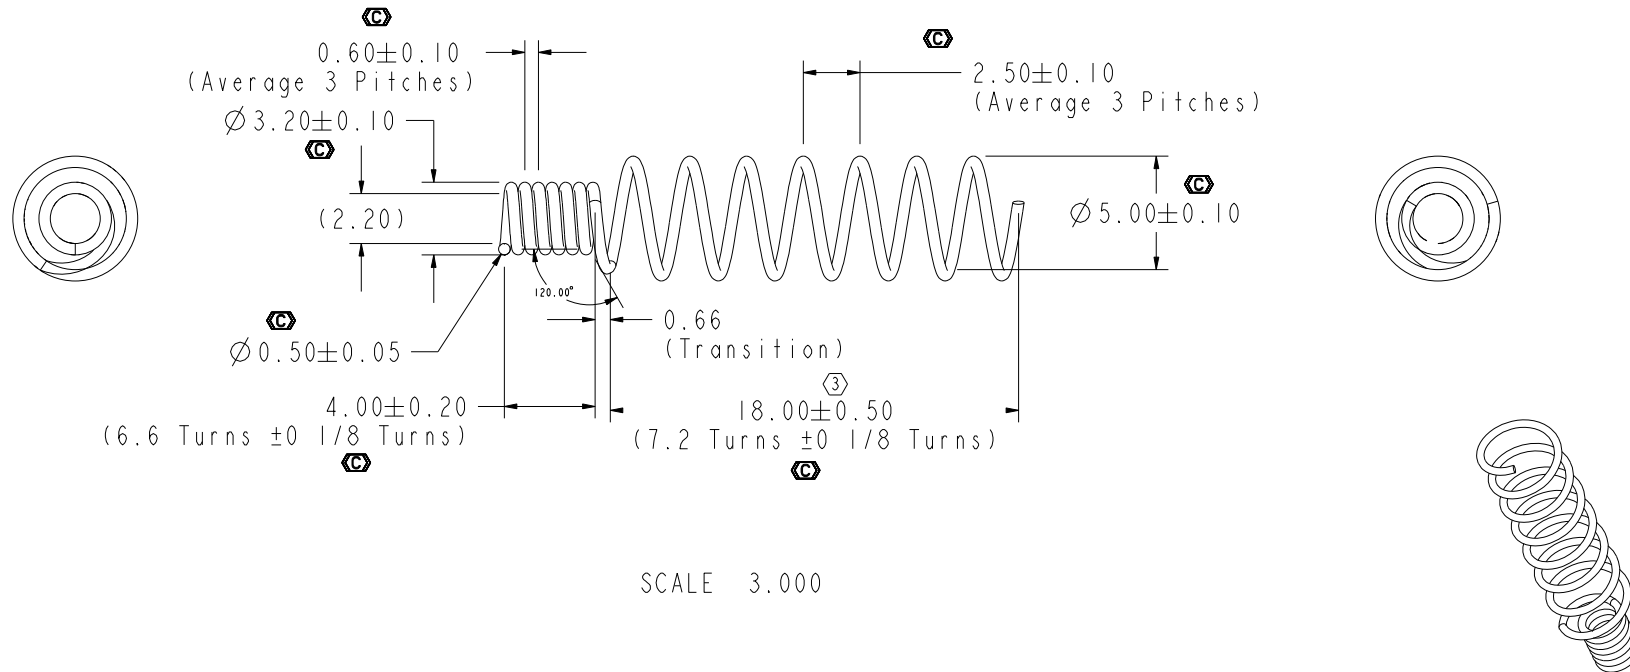 C
0.60±0.10
(Average 3 Pitches)
Ø3.20±0.10
C
(2.20)
C
Ø0.50±0.05
4.00±0.20
(6.6 Turns ±0 1/8 Turns)
C
120.00°
0.66
(Transition)
3
18.00±0.50
(7.2 Turns ±0 1/8 Turns)
C
C
2.50±0.10
(Average 3 Pitches)
C
Ø5.00±0.10
SCALE 3.000